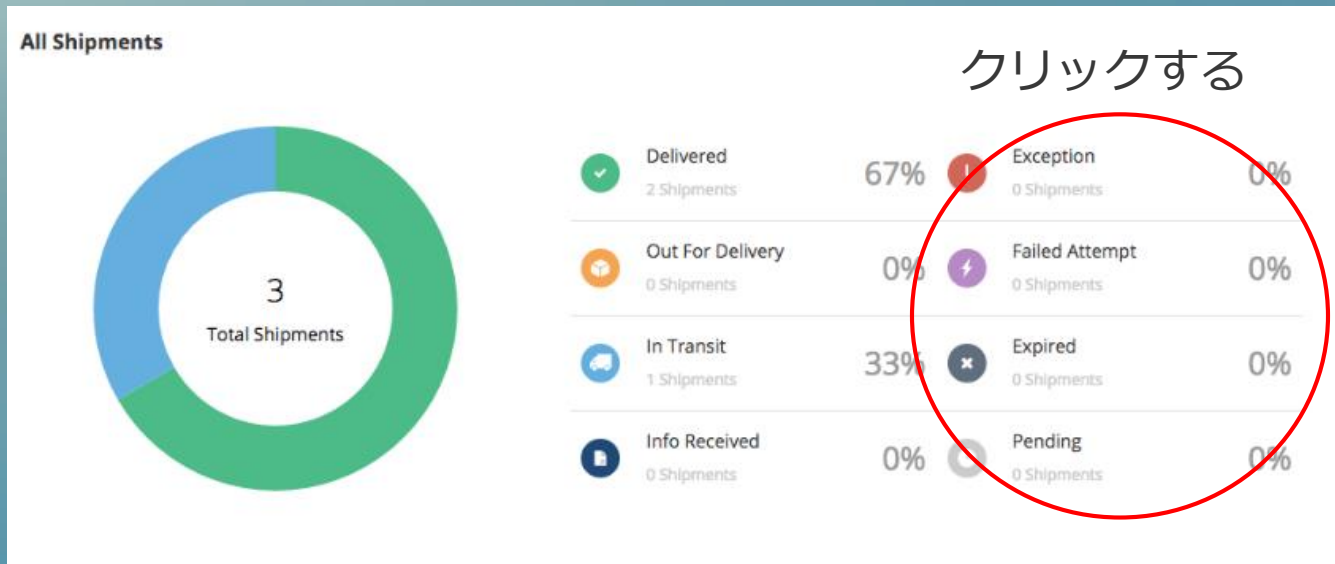 All Shipments
クリックする
3
Total Shipments
Delivered
2 Shipments
67%
Out For Delivery
0 Shipments
0%
In Transit
1 Shipments
33%
Info Received
0 Shipments
0%
Exception
0 Shipments
0%
Failed Attempt
0 Shipments
0%
Expired
0 Shipments
0%
Pending
0 Shipments
0%